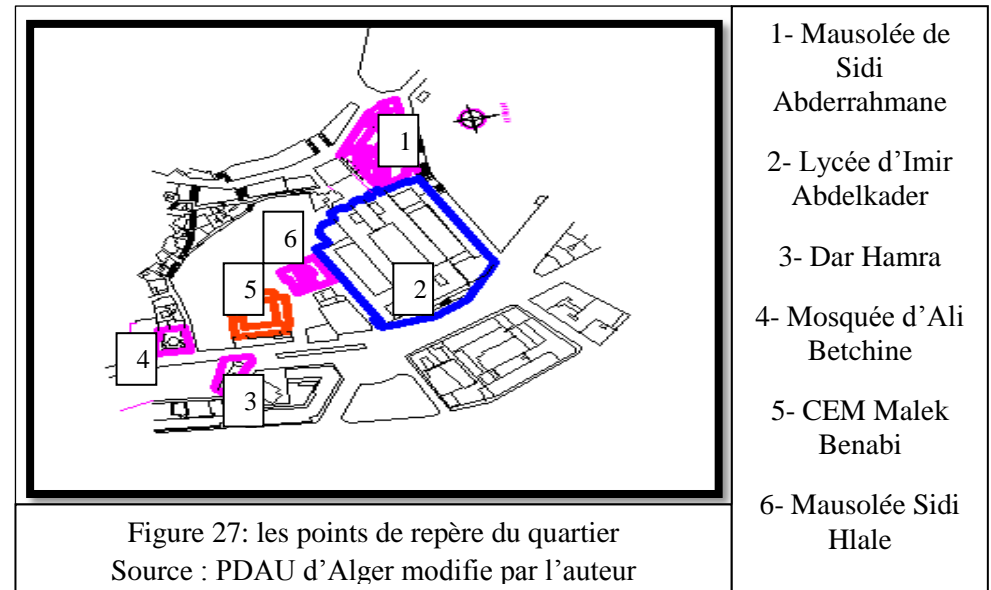 1
6
5
2
4
3
Figure 27: les points de repère du quartier
Source : PDAU d'Alger modifie par l'auteur
1- Mausolée de
Sidi
Abderrahmane
2- Lycée d'Imir
Abdelkader
3- Dar Hamra
4- Mosquée d'Ali
Betchine
5- CEM Malek
Benabi
6- Mausolée Sidi
Hlale